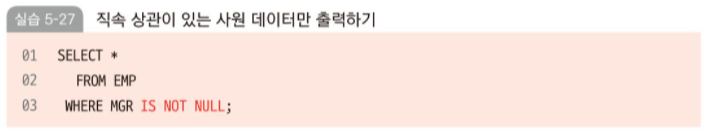 실습 5-27 직속 상관이 있는 사원 데이터만 출력하기
01 SELECT *
02 FROM EMP
03 WHERE MGR IS NOT NULL;